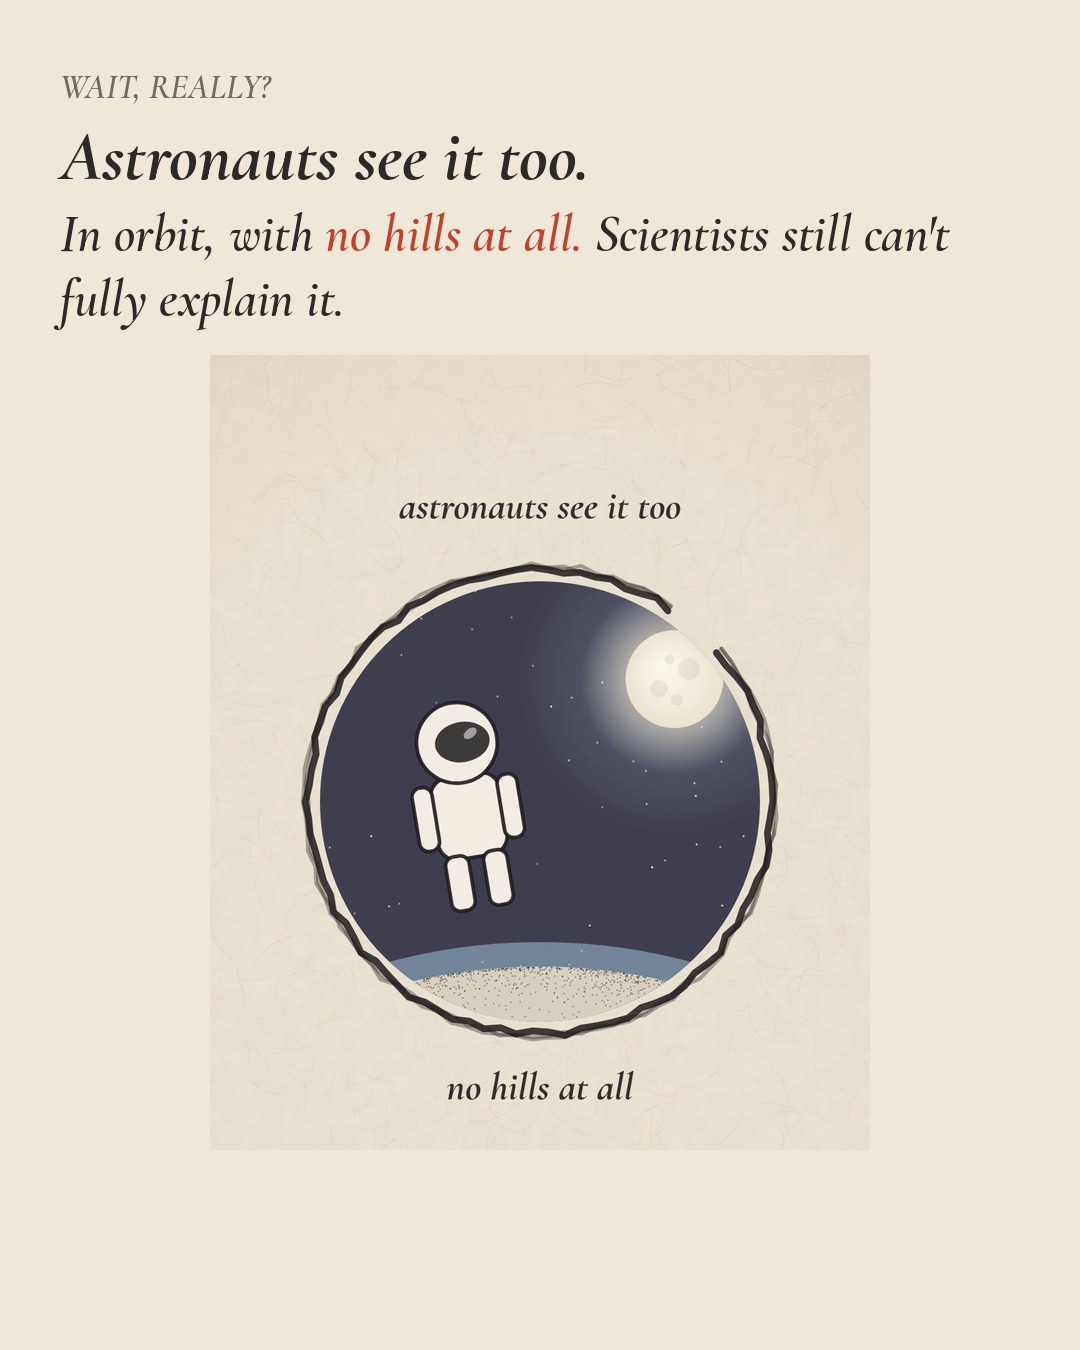 WAIT, REALLY?
Astronauts see it too.
In orbit, with no hills at all. Scientists still can't
fully explain it.
astronauts see it too
no hills at all